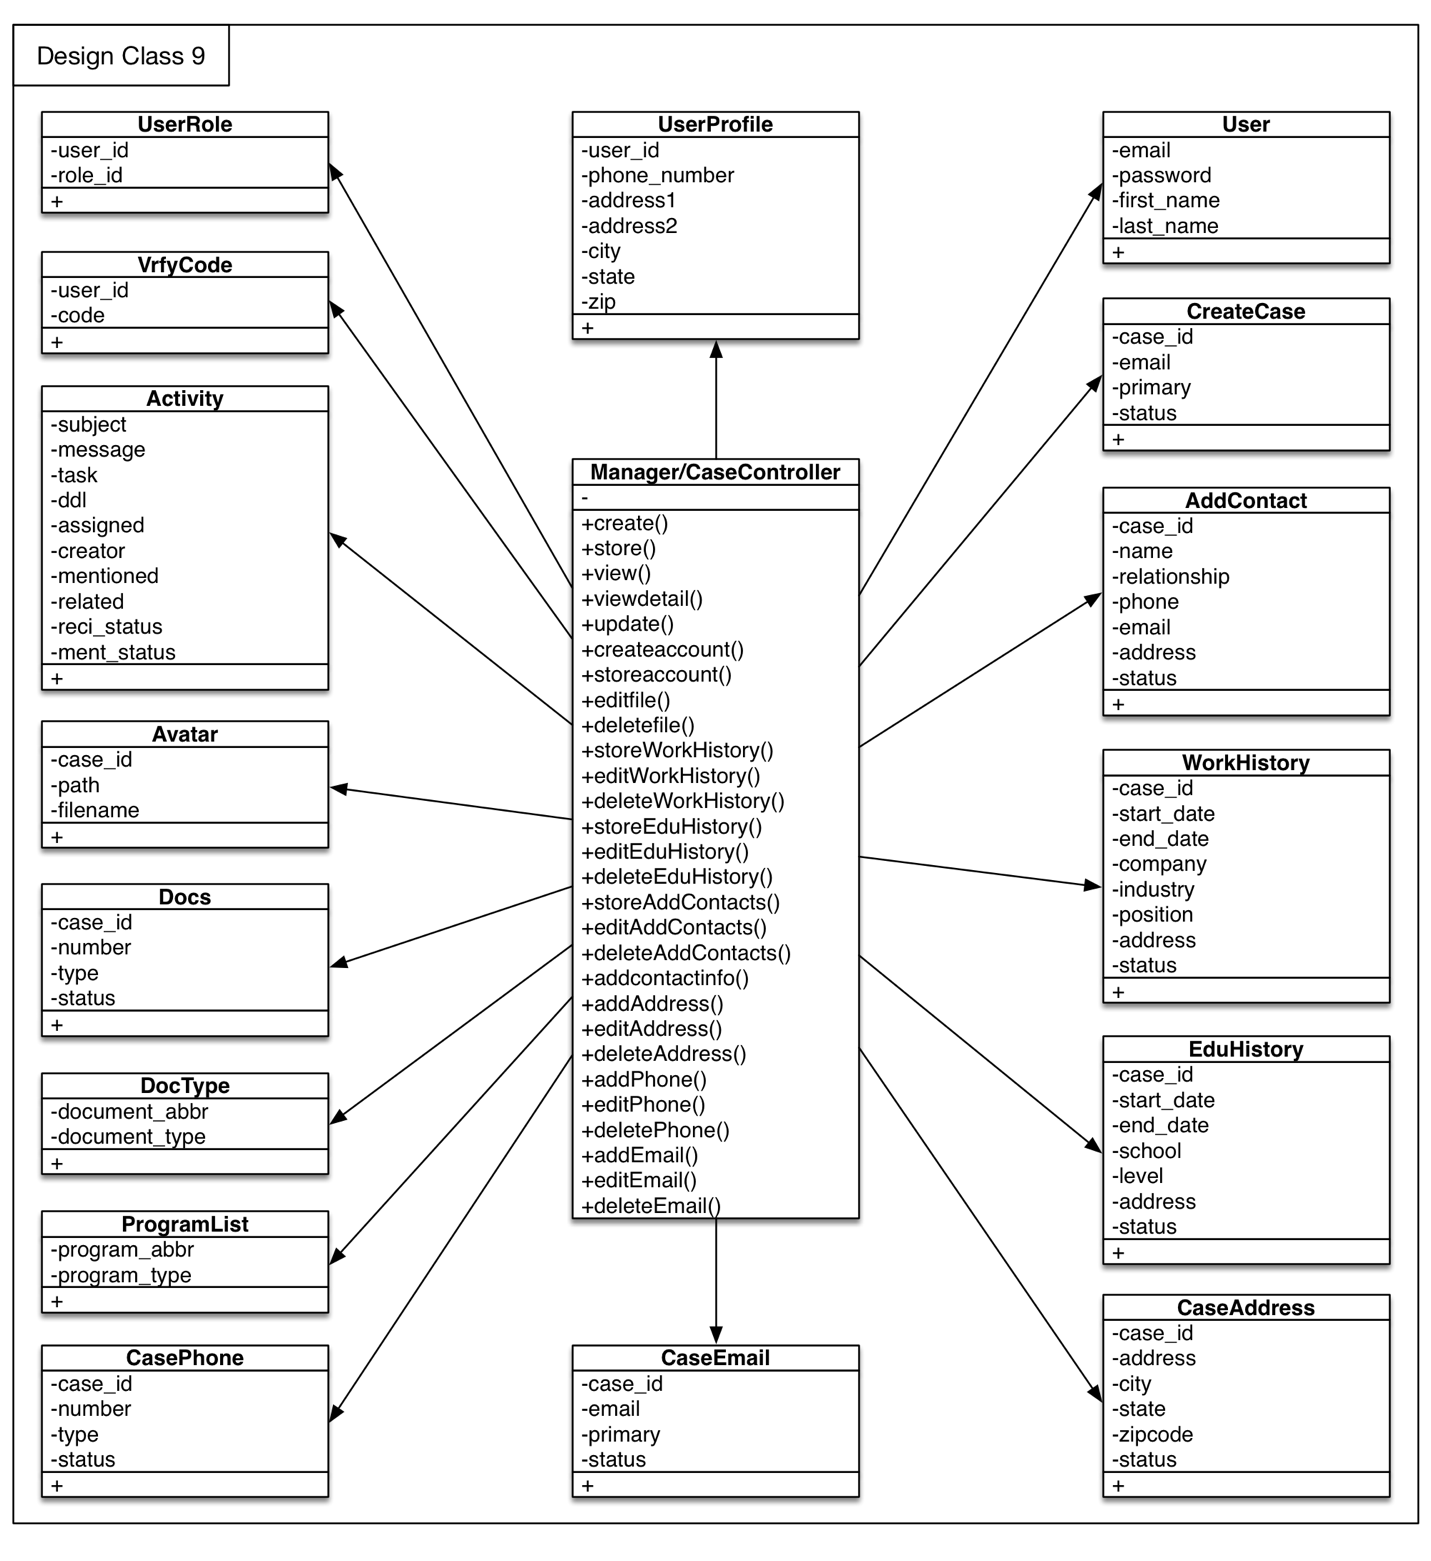 Design Class 9
UserRole
-user_id
-role_id
+
VrfyCode
-user_id
-code
+
Activity
-subject
-message
-task
-ddl
-assigned
-creator
-mentioned
-related
-reci_status
-ment_status
+
Avatar
-case_id
-path
-filename
+
Docs
-case_id
-number
-type
-status
+
DocType
-document_abbr
-document_type
+
ProgramList
-program_abbr
-program_type
+
CasePhone
-case_id
-number
-type
-status
+
UserProfile
-user_id
-phone_number
-address1
-address2
-city
-state
-zip
+
Manager/CaseController
-
+create()
+store()
+view()
+viewdetail()
+update()
+createaccount()
+storeaccount()
+editfile()
+deletefile()
+storeWorkHistory()
+editWorkHistory()
+deleteWorkHistory()
+storeEduHistory()
+editEduHistory()
+deleteEduHistory()
+storeAddContacts()
+editAddContacts()
+deleteAddContacts()
+addcontactinfo()
+addAddress()
+editAddress()
+deleteAddress()
+addPhone()
+editPhone()
+deletePhone()
+addEmail()
+editEmail()
+deleteEmail()
CaseEmail
-case_id
-email
-primary
-status
+
User
-email
-password
-first_name
-last_name
+
CreateCase
-case_id
-email
-primary
-status
+
AddContact
-case_id
-name
-relationship
-phone
-email
-address
-status
+
WorkHistory
-case_id
-start_date
-end_date
-company
-industry
-position
-address
-status
+
EduHistory
-case_id
-start_date
-end_date
-school
-level
-address
-status
+
CaseAddress
-case_id
-address
-city
-state
-zipcode
-status
+